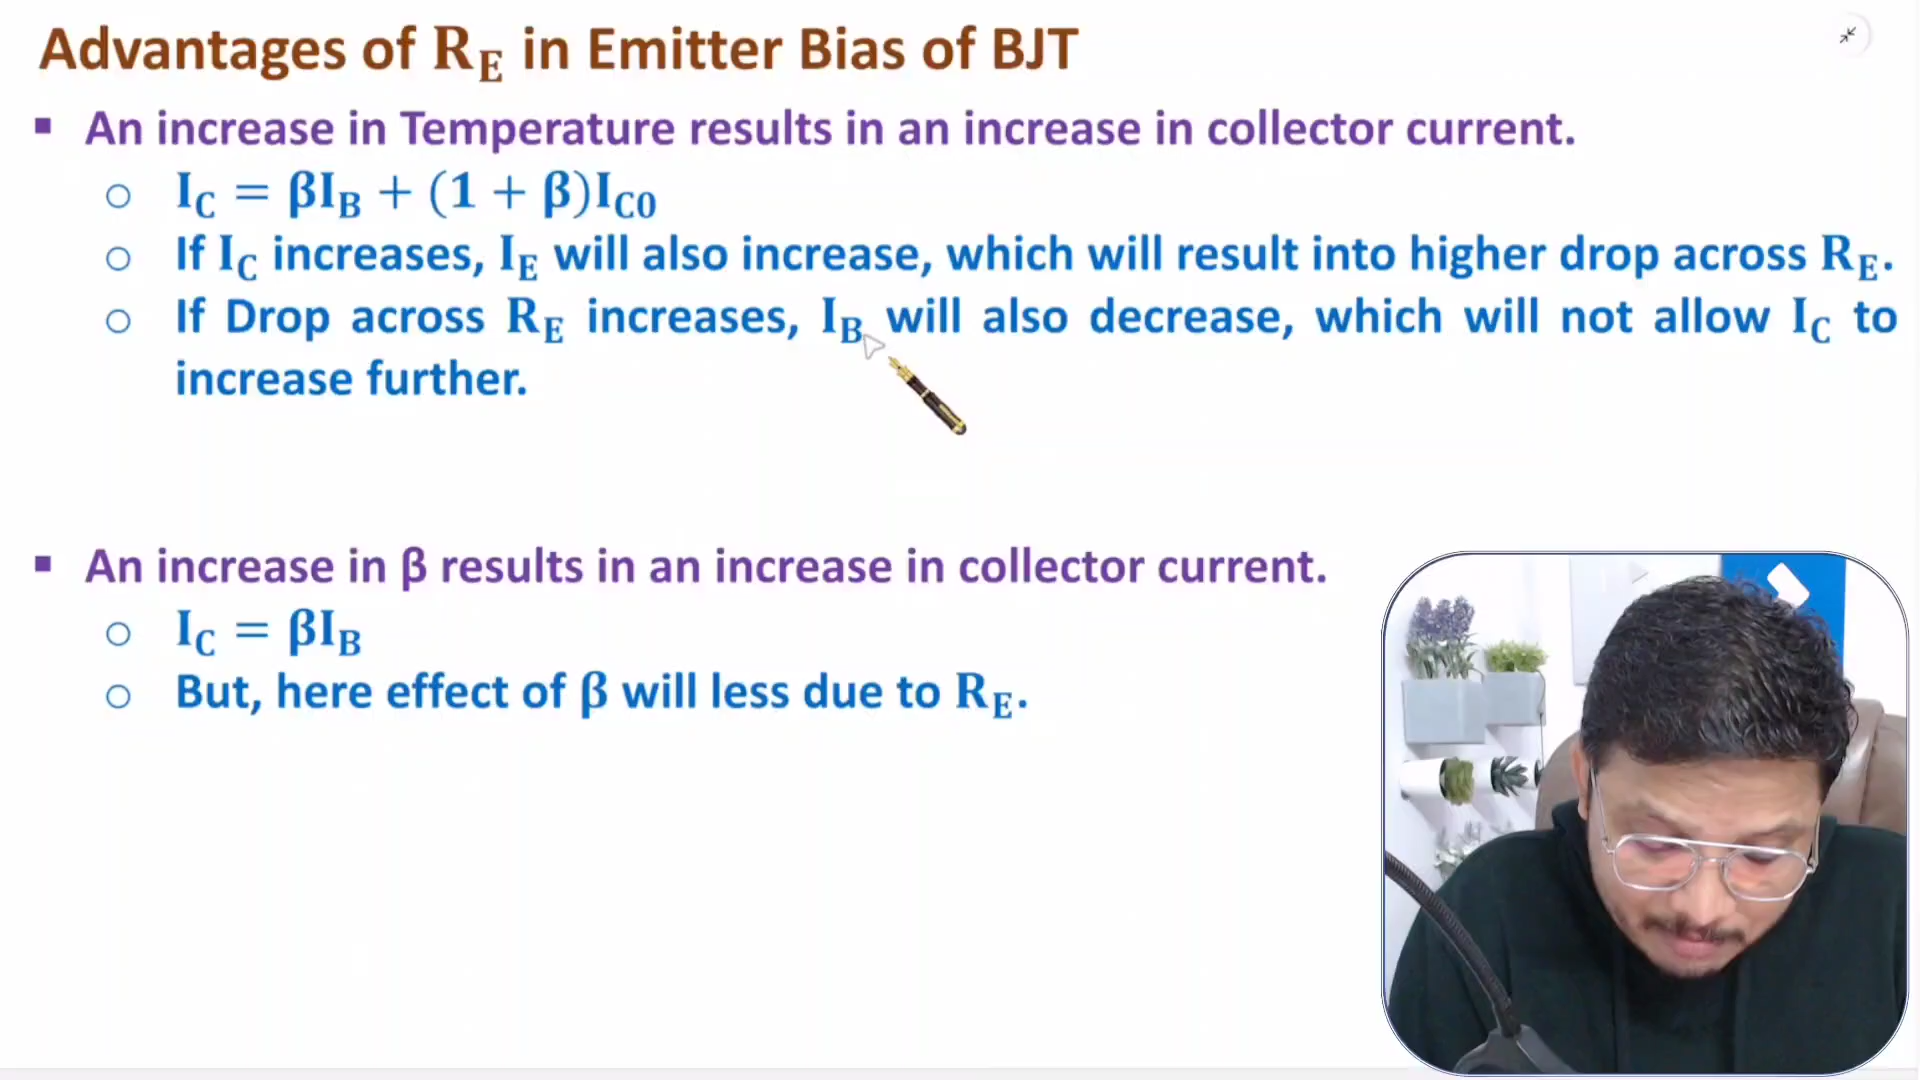 Advantages of R_E in Emitter Bias of BJT
▪ An increase in Temperature results in an increase in collector current.
○ I_C = βI_B + (1 + β)I_C0
○ If I_C increases, I_E will also increase, which will result into higher drop across R_E.
○ If Drop across R_E increases, I_B will also decrease, which will not allow I_C to
increase further.
▪ An increase in β results in an increase in collector current.
○ I_C = βI_B
○ But, here effect of β will less due to R_E.